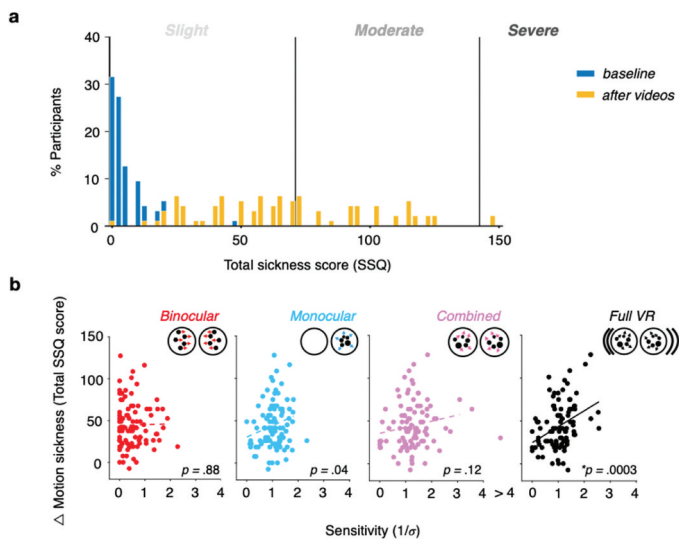 a
Slight Moderate Severe
40
30
20
10
0
% Participants
baseline
after videos
0 50 100 150
Total sickness score (SSQ)
b
Binocular Monocular Combined Full VR
150
100
50
0
△ Motion sickness (Total SSQ score)
p = .88 p = .04 p = .12 *p = .0003
0 1 2 3 4 0 1 2 3 4 0 1 2 3 4 > 4 0 1 2 3 4
Sensitivity (1/σ)